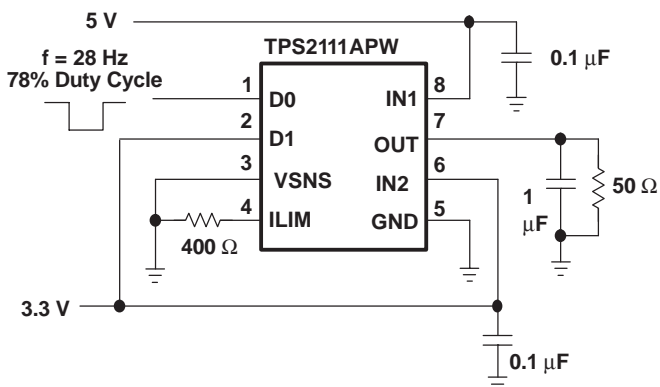 5 V
TPS2111APW
f = 28 Hz
78% Duty Cycle
0.1 μF
1 D0 IN1 8
2 D1 OUT 7
3 VSNS IN2 6
4 ILIM GND 5
400 Ω
1 μF
50 Ω
3.3 V
0.1 μF